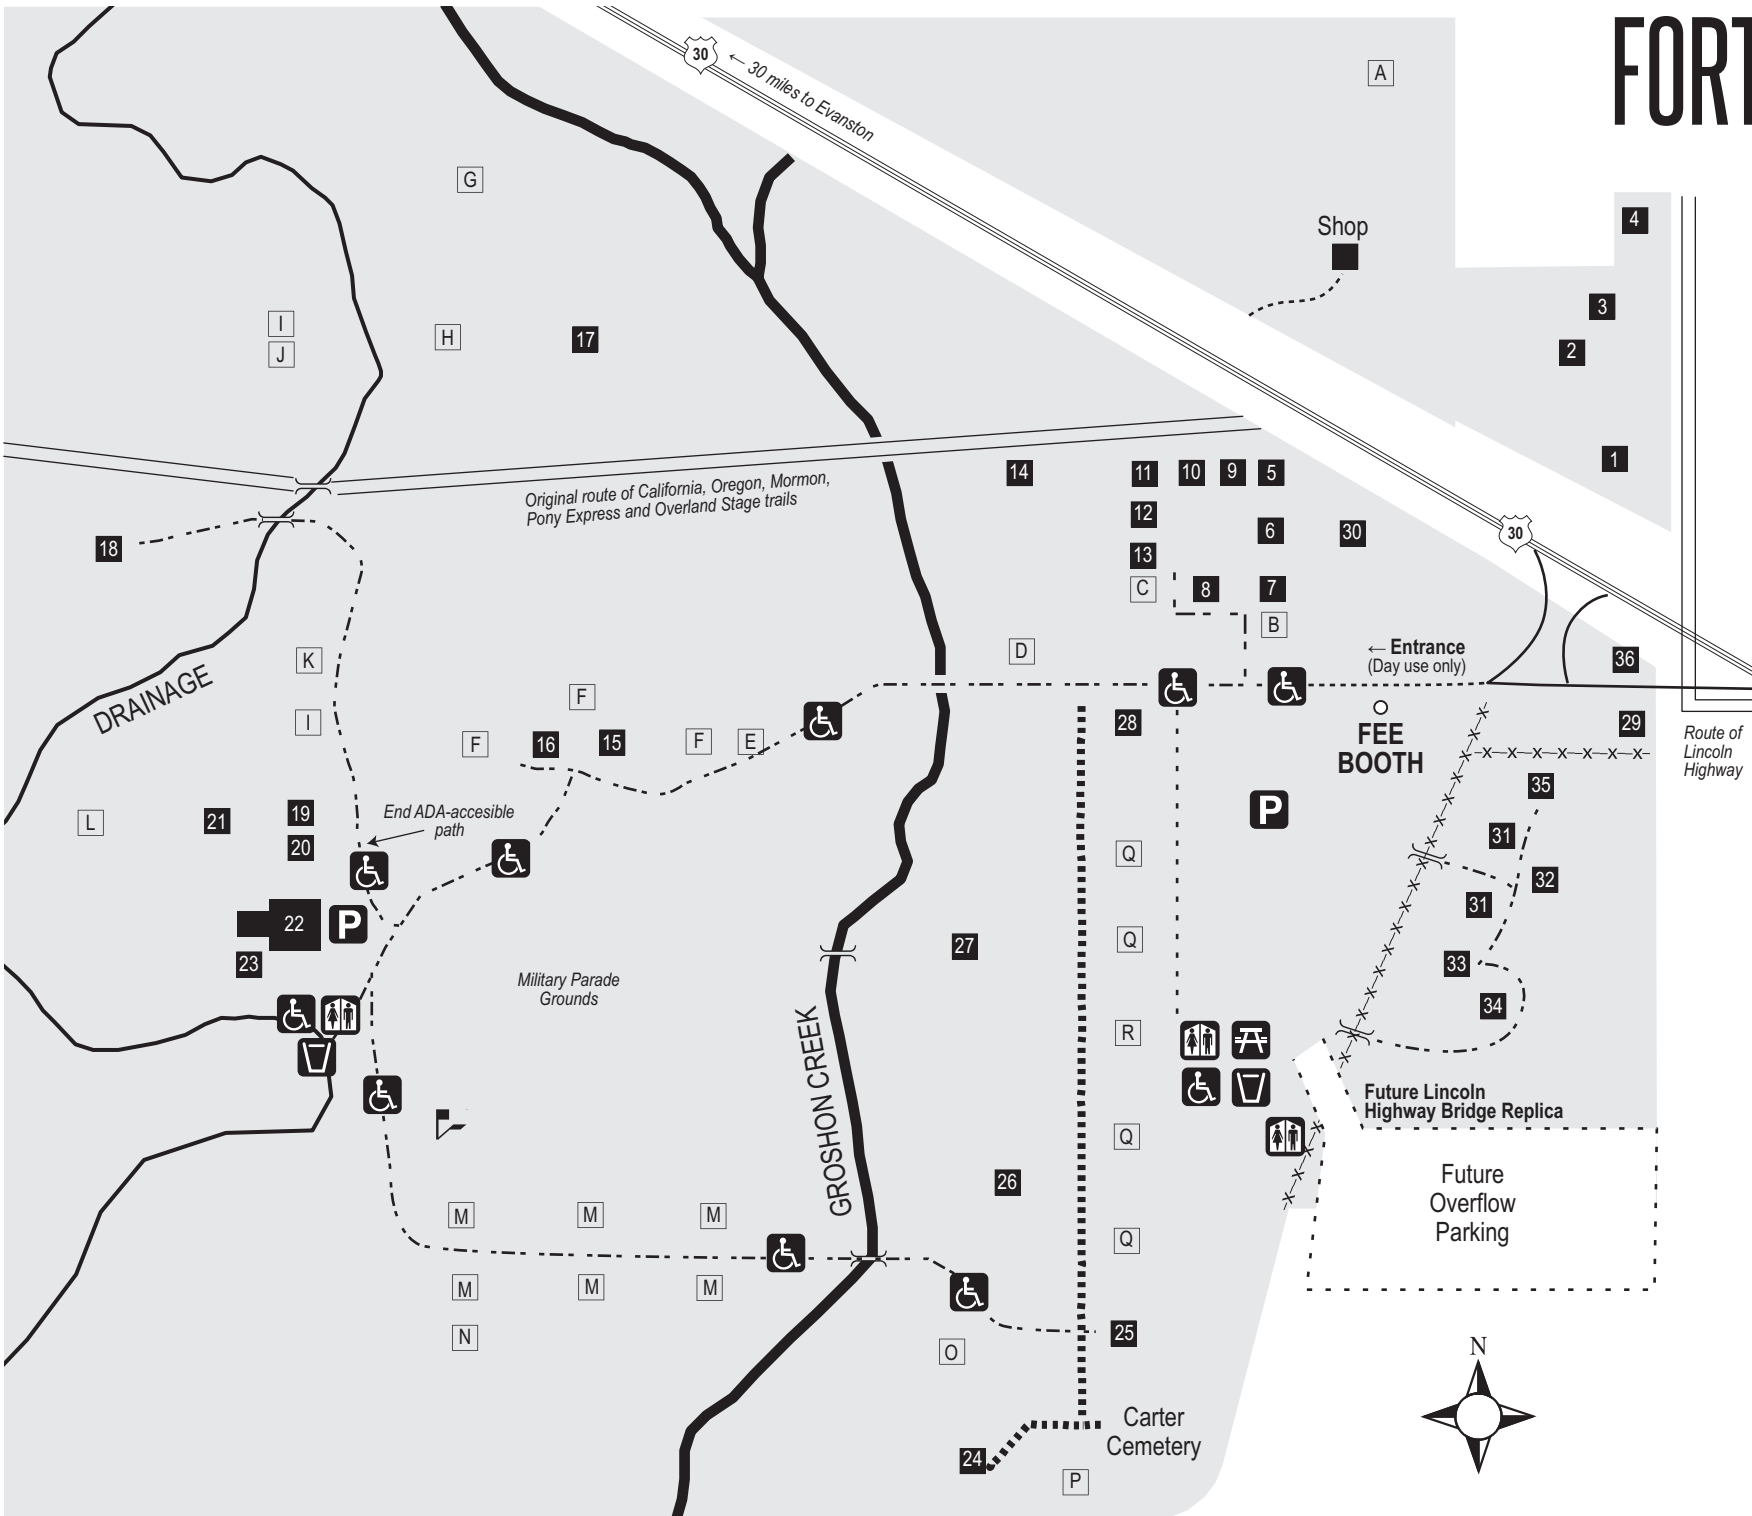 FORT
30
← 30 miles to Evanston
A
G
4
Shop
3
I
H
17
2
J
1
Original route of California, Oregon, Mormon,
Pony Express and Overland Stage trails
14
11
10
9
5
12
6
30
30
18
13
C
8
7
B
K
D
← Entrance
(Day use only)
36
DRAINAGE
F
I
28
29
FEE
BOOTH
Route of
Lincoln
Highway
F
16
15
F
E
35
End ADA-accesible
path
P
L
21
19
31
20
Q
32
22
P
31
Q
27
23
33
Military Parade
Grounds
34
R
GROSHON CREEK
Future Lincoln
Highway Bridge Replica
Q
Future
Overflow
Parking
26
M
M
M
Q
M
M
M
N
25
O
N
Carter
Cemetery
24
P